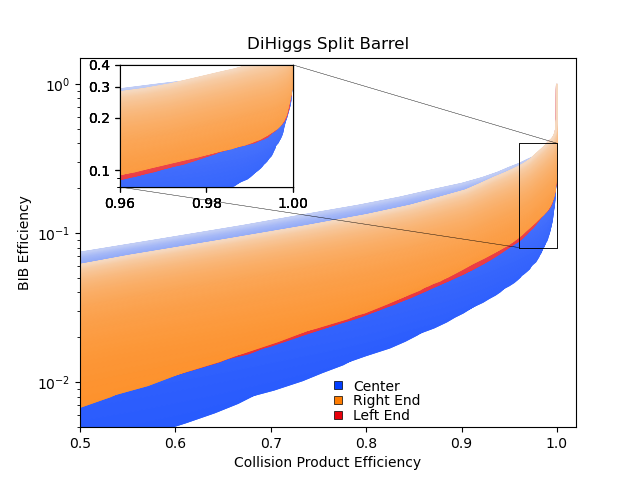 DiHiggs Split Barrel
0.4
0.3
0.2
0.1
0.96 0.98 1.00
10⁰
10⁻¹
10⁻²
BIB Efficiency
Center
Right End
Left End
0.5 0.6 0.7 0.8 0.9 1.0
Collision Product Efficiency